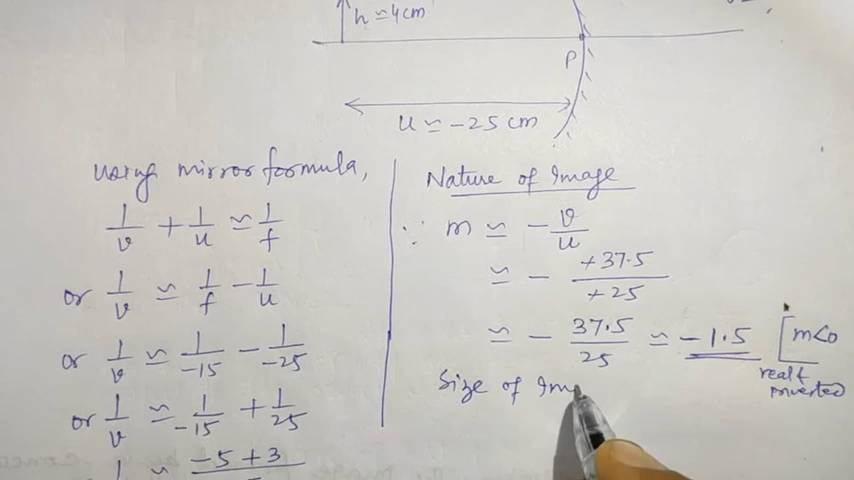 h ≃ 4cm
P
u ≃ -25 cm
using mirror formula,
1/v + 1/u ≃ 1/f
or 1/v ≃ 1/f - 1/u
or 1/v ≃ 1/-15 - 1/-25
or 1/v ≃ 1/-15 + 1/25
-5 + 3
Nature of Image
∵ m ≃ - v/u
≃ - +37.5/+25
≃ - 37.5/25 ≃ -1.5 [m<0
real &
inverted
Size of Im